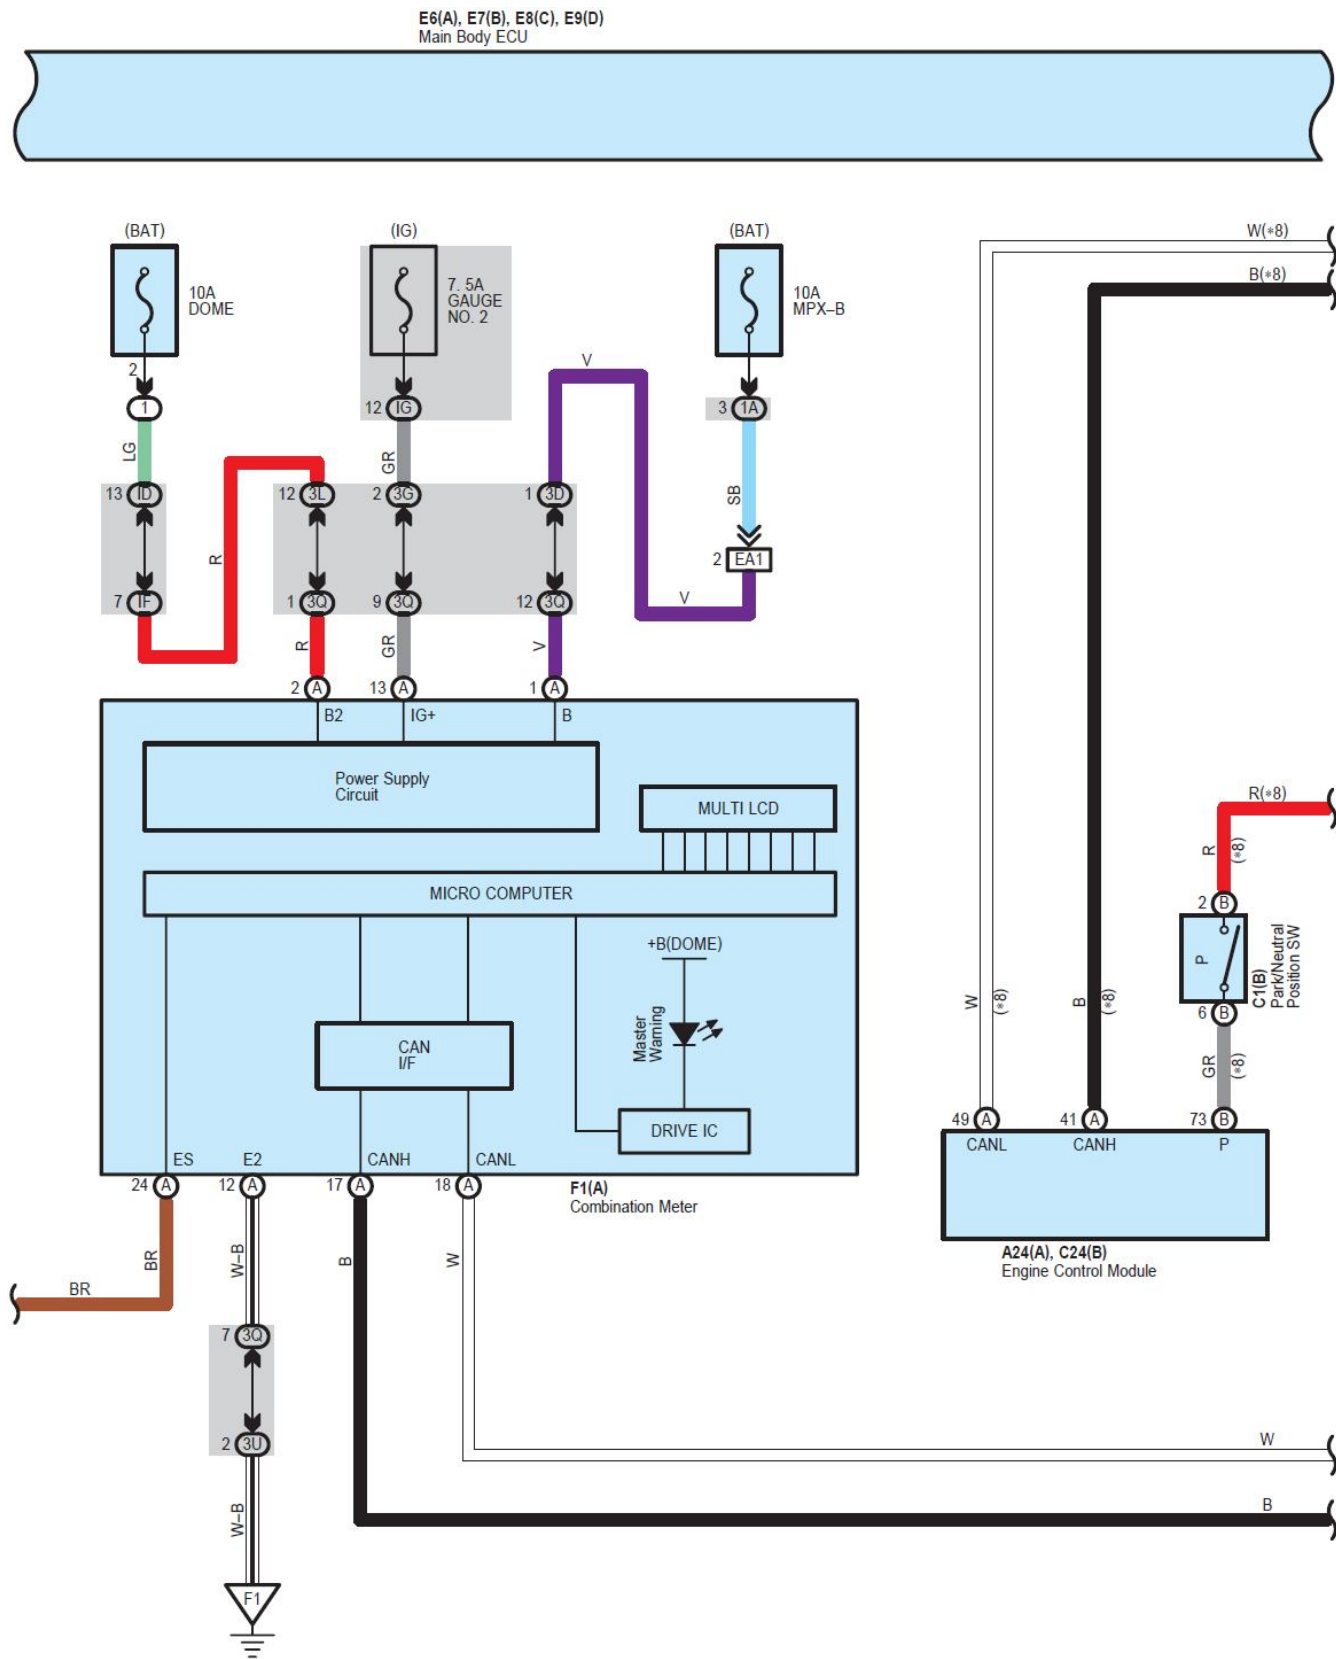 E6(A), E7(B), E8(C), E9(D)
Main Body ECU
(BAT)
(IG)
(BAT)
W(*8)
B(*8)
10A
DOME
7. 5A
GAUGE
NO. 2
10A
MPX–B
2
1
12 IG
V
3 1A
LG
GR
SB
13 ID
12 3L
2 3G
1 3D
R
2 EA1
7 IF
1 3Q
9 3Q
12 3Q
V
R
GR
V
2 A
13 A
1 A
B2
IG+
B
Power Supply
Circuit
MULTI LCD
R(*8)
R
(*8)
MICRO COMPUTER
2 B
+B(DOME)
P
C1(B)
Park/Neutral
Position SW
W
(*8)
B
(*8)
6 B
Master
Warning
CAN
I/F
GR
(*8)
DRIVE IC
49 A
41 A
73 B
CANL
CANH
P
ES
E2
CANH
CANL
24 A
12 A
17 A
18 A
F1(A)
Combination Meter
A24(A), C24(B)
Engine Control Module
BR
W–B
B
W
BR
7 3Q
2 3U
W
B
W–B
F1